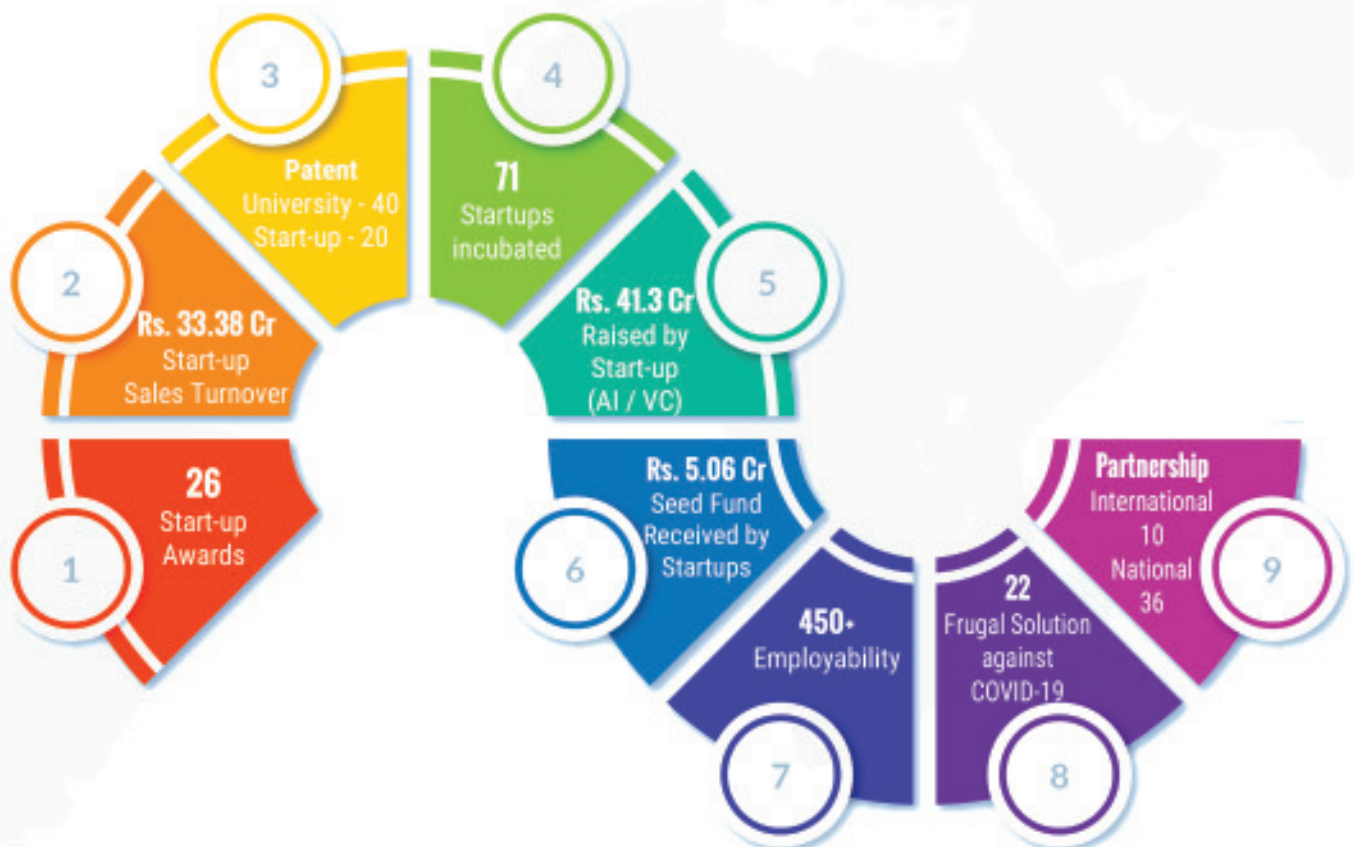 1
26
Start-up
Awards
2
Rs. 33.38 Cr
Start-up
Sales Turnover
3
Patent
University - 40
Start-up - 20
4
71
Startups
incubated
5
Rs. 41.3 Cr
Raised by
Start-up
(AI / VC)
6
Rs. 5.06 Cr
Seed Fund
Received by
Startups
7
450+
Employability
8
22
Frugal Solution
against
COVID-19
9
Partnership
International
10
National
36